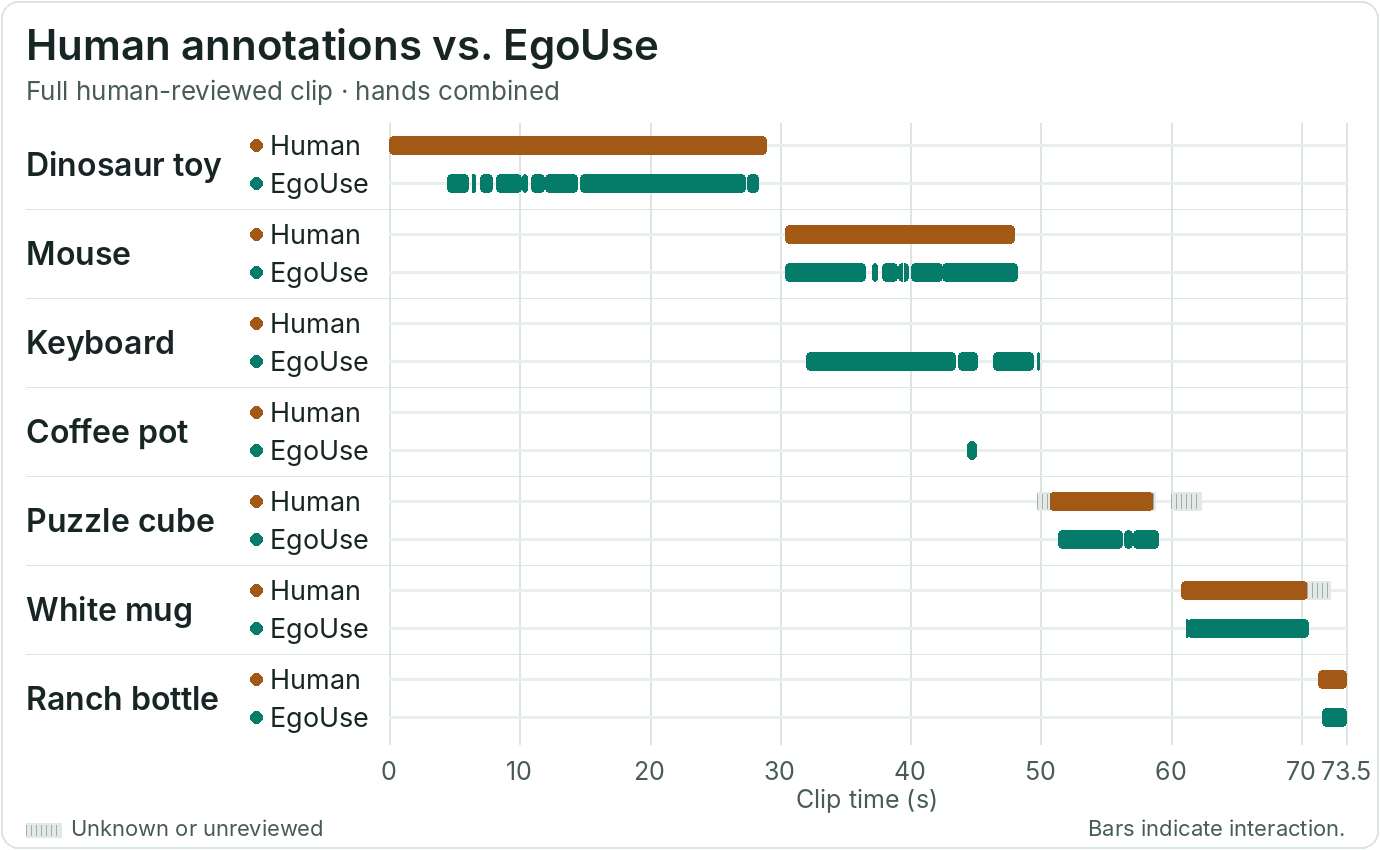 Human annotations vs. EgoUse
Full human-reviewed clip · hands combined
Dinosaur toy
Human
EgoUse
Mouse
Human
EgoUse
Keyboard
Human
EgoUse
Coffee pot
Human
EgoUse
Puzzle cube
Human
EgoUse
White mug
Human
EgoUse
Ranch bottle
Human
EgoUse
0 10 20 30 40 50 60 70 73.5
Clip time (s)
Unknown or unreviewed
Bars indicate interaction.